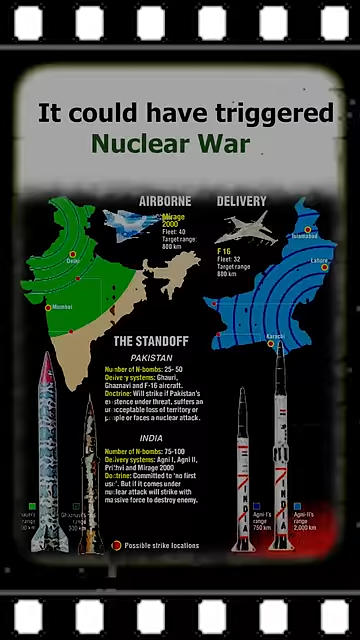 It could have triggered
Nuclear War
AIRBORNE DELIVERY
Mirage
2000
Fleet: 40
Target range:
800 km
F 16
Fleet: 32
Target range:
800 km
Islamabad
Lahore
Karachi
Delhi
Mumbai
THE STANDOFF
PAKISTAN
Number of N-bombs: 25- 50
Delivery systems: Ghauri,
Ghaznavi and F-16 aircraft.
Doctrine: Will strike if Pakistan's
existence under threat, suffers an
unacceptable loss of territory or
people or faces a nuclear attack.
INDIA
Number of N-bombs: 75-100
Delivery systems: Agni I, Agni II,
Prithvi and Mirage 2000
Doctrine: Committed to 'no first
use'. But if it comes under
nuclear attack will strike with
massive force to destroy enemy.
range
Ghaznavi's
range
Agni-I's
range
750 km
Agni-II's
range
2,000 km
INDIA
INDIA
Possible strike locations